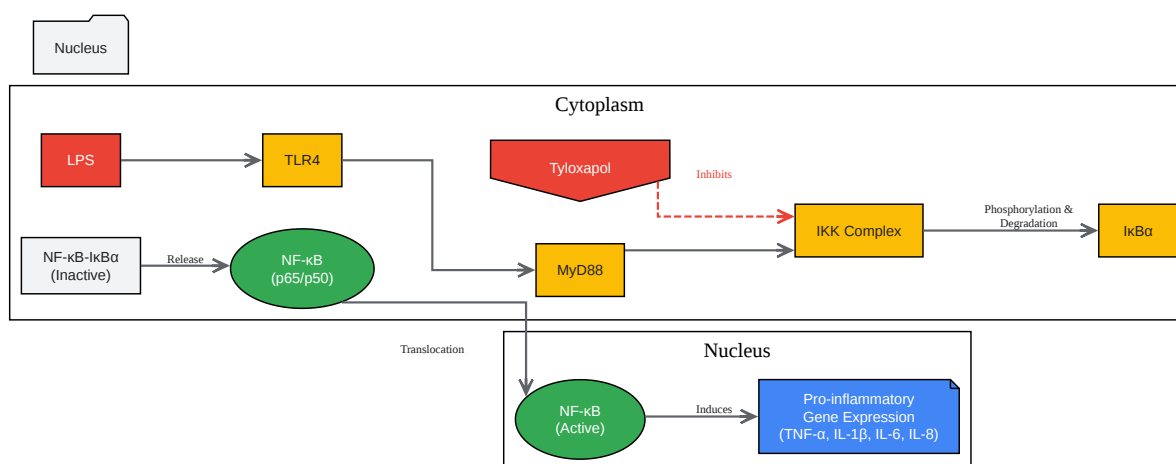 Nucleus
Cytoplasm
LPS
TLR4
Tyloxapol
Inhibits
IKK Complex
Phosphorylation &
Degradation
IκBα
NF-κB-IκBα
(Inactive)
Release
NF-κB
(p65/p50)
MyD88
Translocation
Nucleus
NF-κB
(Active)
Induces
Pro-inflammatory
Gene Expression
(TNF-α, IL-1β, IL-6, IL-8)